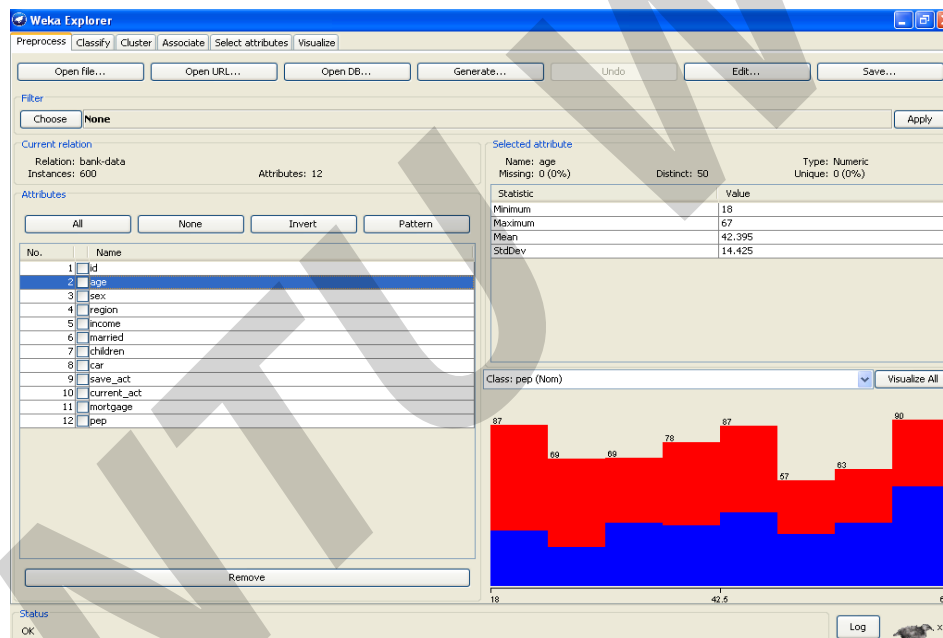 Weka Explorer
Preprocess Classify Cluster Associate Select attributes Visualize
Open file... Open URL... Open DB... Generate... Undo Edit... Save...
Filter
Choose None Apply
Current relation
Relation: bank-data
Instances: 600 Attributes: 12
Attributes
All None Invert Pattern
No. Name
1 id
2 age
3 sex
4 region
5 income
6 married
7 children
8 car
9 save_act
10 current_act
11 mortgage
12 pep
Remove
Selected attribute
Name: age Type: Numeric
Missing: 0 (0%) Distinct: 50 Unique: 0 (0%)
Statistic Value
Minimum 18
Maximum 67
Mean 42.395
StdDev 14.425
Class: pep (Nom) Visualize All
87 69 69 78 87 57 63 90
18 42.5
Status
OK Log x
NTUW